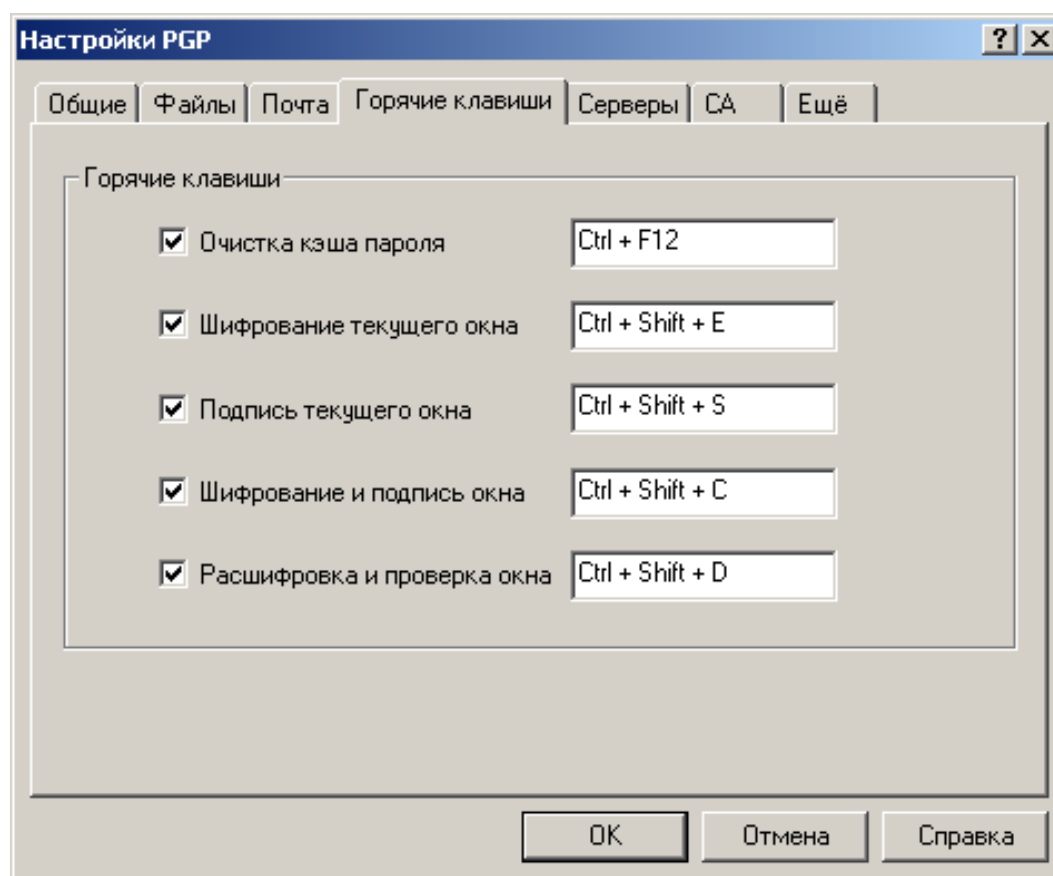 Настройки PGP
Общие Файлы Почта Горячие клавиши Серверы CA Ещё
Горячие клавиши
Очистка кэша пароля Ctrl + F12
Шифрование текущего окна Ctrl + Shift + E
Подпись текущего окна Ctrl + Shift + S
Шифрование и подпись окна Ctrl + Shift + C
Расшифровка и проверка окна Ctrl + Shift + D
OK Отмена Справка